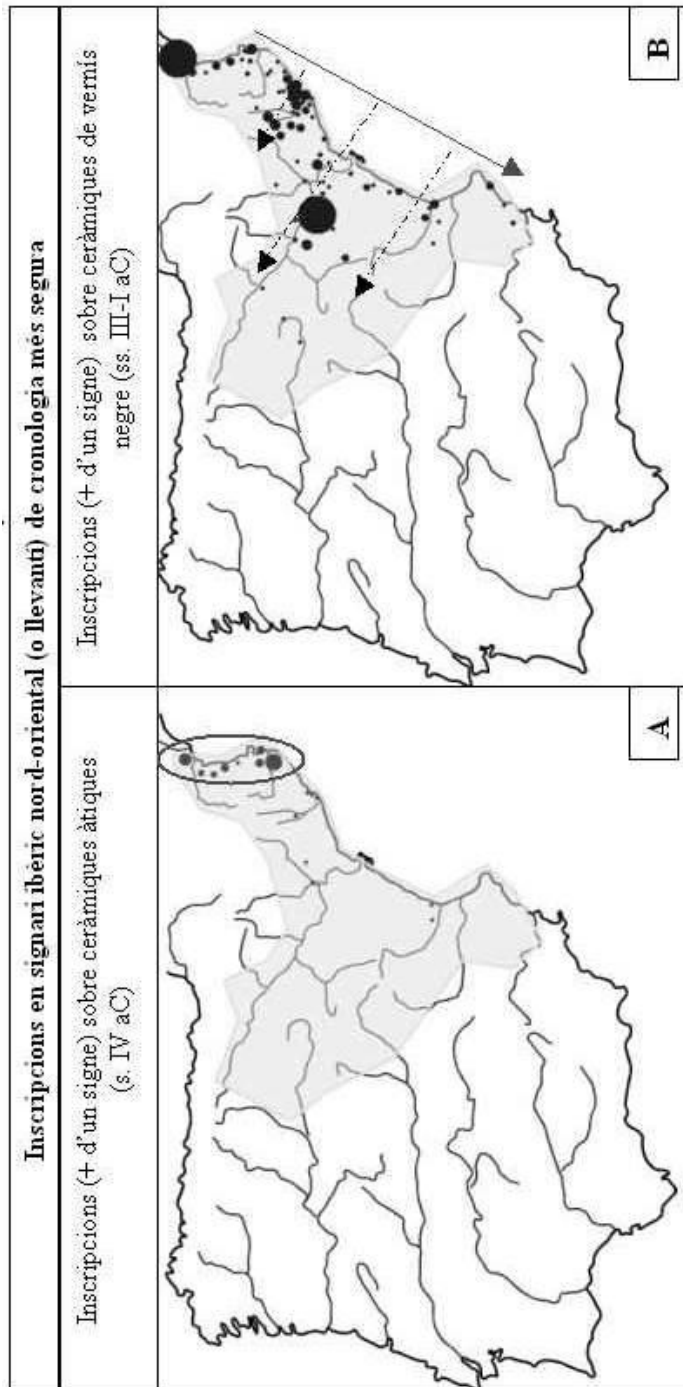 Inscripcions en signari ibèric nord-oriental (o llevantí) de cronologia més segura
Inscripcions (+ d'un signe) sobre ceràmiques àtiques
(s. IV aC)
Inscripcions (+ d'un signe) sobre ceràmiques de vernís
negre (ss. III-I aC)
A
B